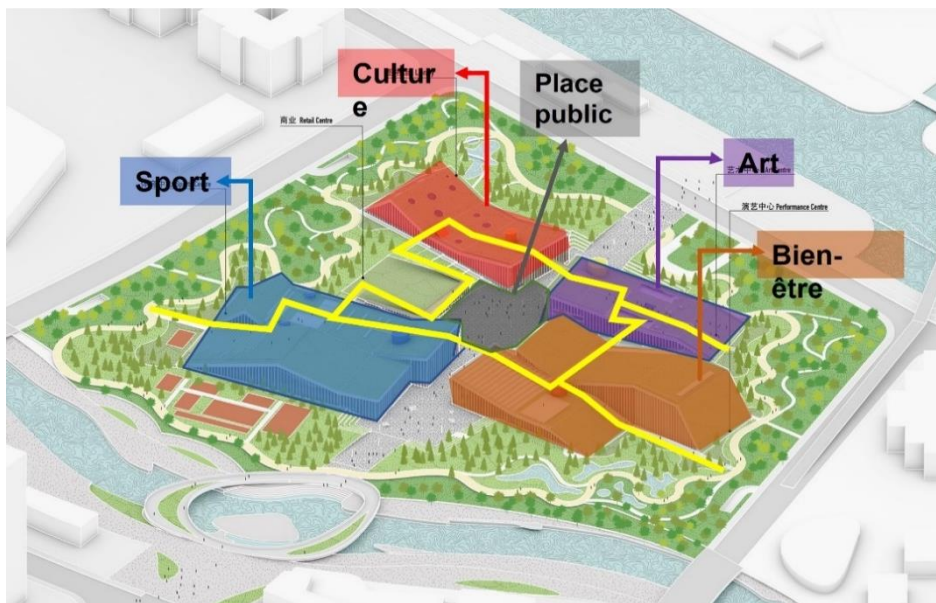 Cultur
e
Place
public
商业 Retail Centre
Sport
Art
演艺中心 Performance Centre
Bien-
être